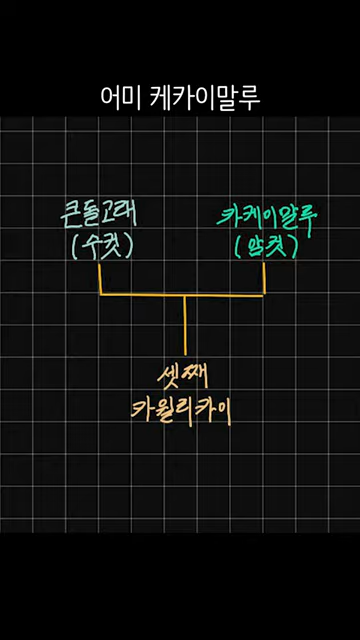 어미 케카이말루
큰돌고래
(수컷)
카케이말루
(암컷)
셋째
카윌리카이